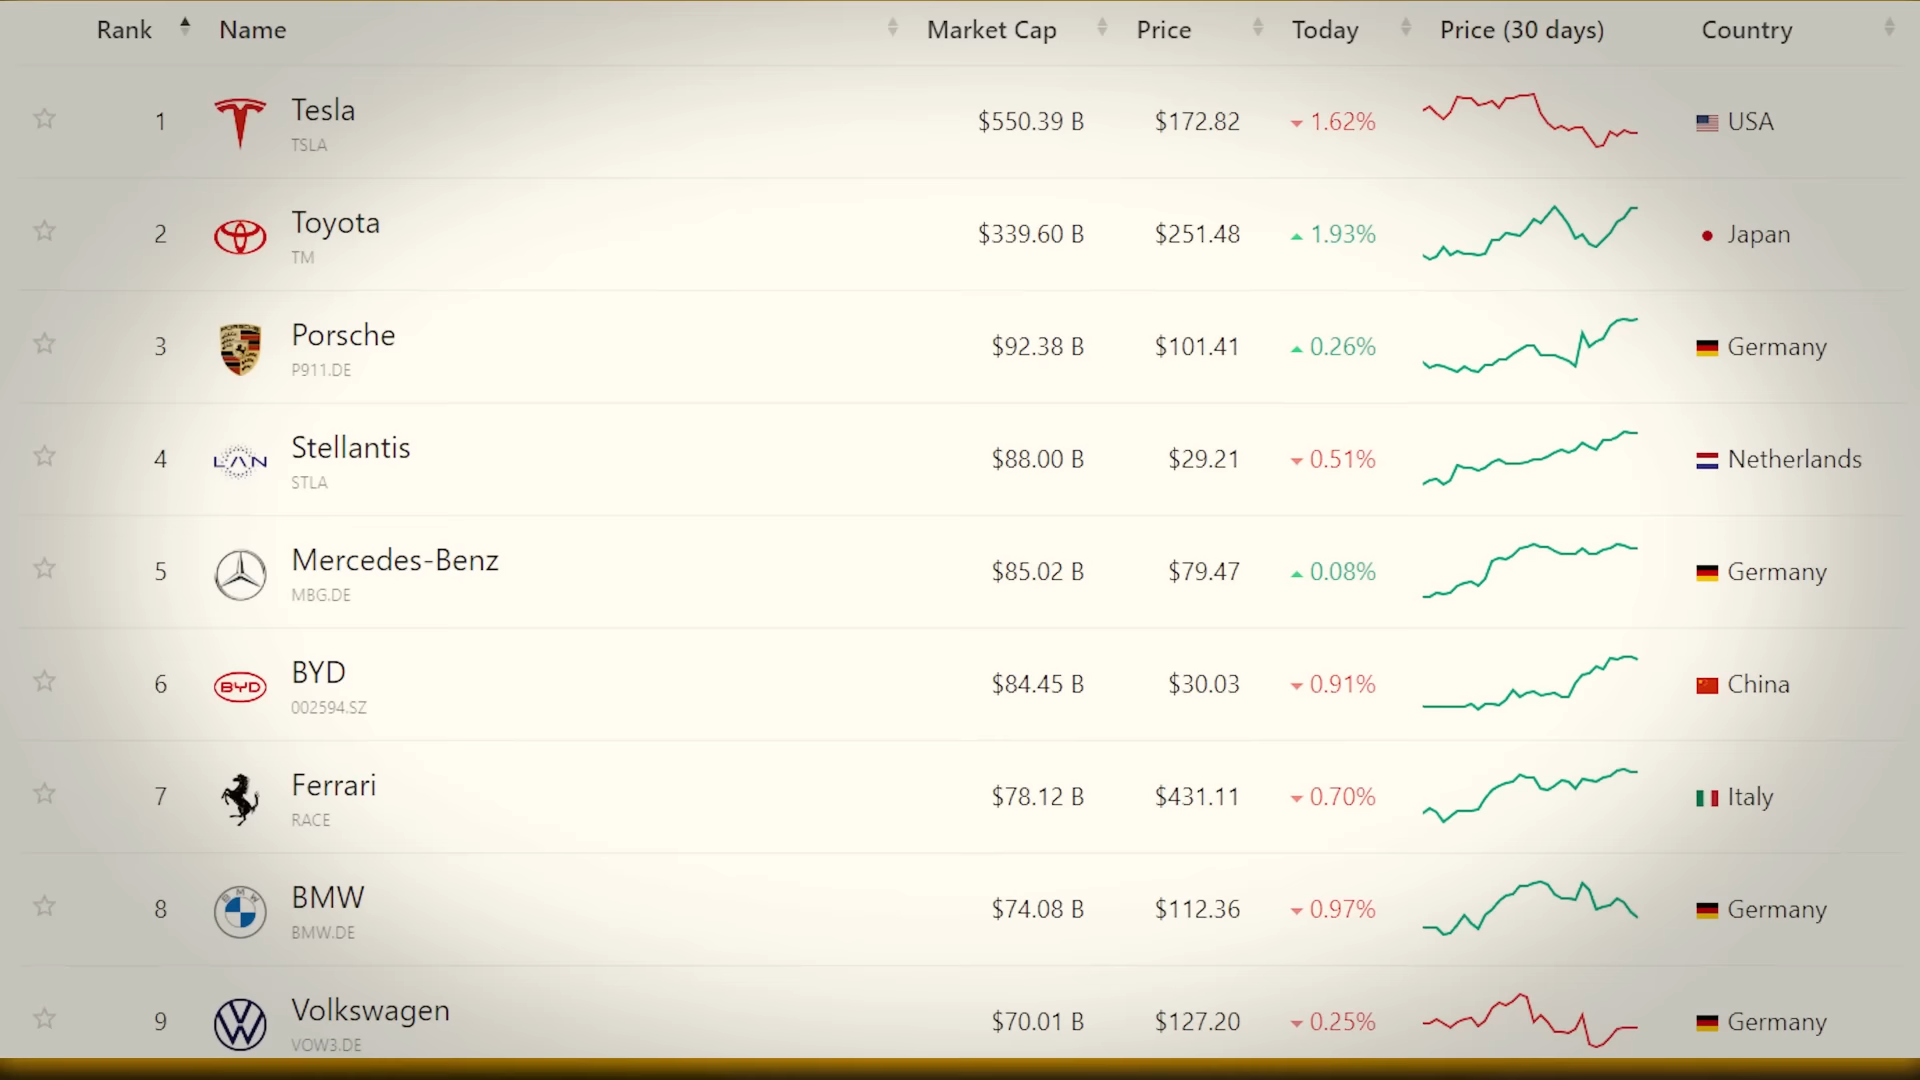 Rank Name Market Cap Price Today Price (30 days) Country
1 Tesla $550.39 B $172.82 1.62% USA
TSLA
2 Toyota $339.60 B $251.48 1.93% Japan
TM
3 Porsche $92.38 B $101.41 0.26% Germany
P911.DE
4 LAN Stellantis $88.00 B $29.21 0.51% Netherlands
STLA
5 Mercedes-Benz $85.02 B $79.47 0.08% Germany
MBG.DE
6 BYD BYD $84.45 B $30.03 0.91% China
002594.SZ
7 Ferrari $78.12 B $431.11 0.70% Italy
RACE
8 BMW BMW $74.08 B $112.36 0.97% Germany
BMW.DE
9 Volkswagen $70.01 B $127.20 0.25% Germany
VOW3.DE